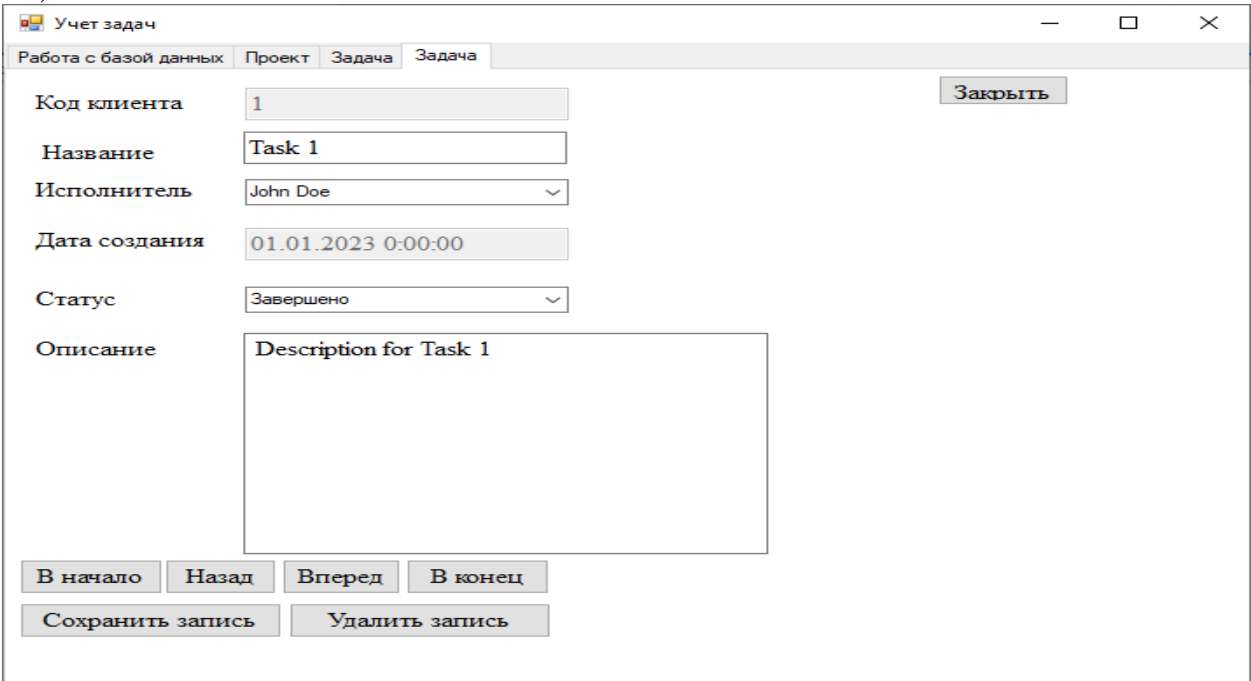 Учет задач
Работа с базой данных Проект Задача Задача
Код клиента 1 Закрыть
Название Task 1
Исполнитель John Doe
Дата создания 01.01.2023 0:00:00
Статус Завершено
Описание Description for Task 1
В начало Назад Вперед В конец
Сохранить запись Удалить запись